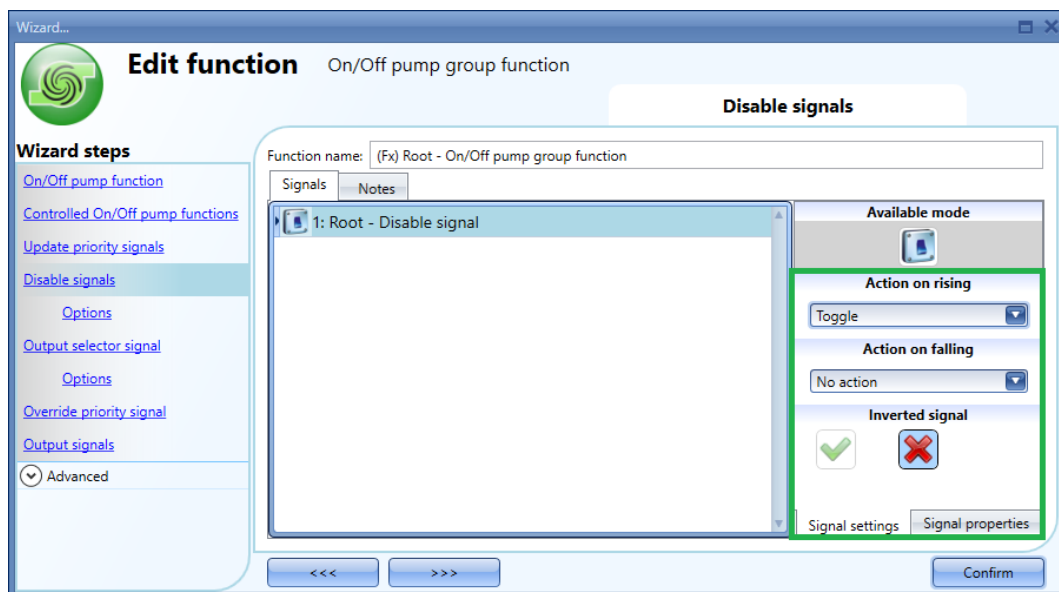 Wizard...
Edit function On/Off pump group function
Disable signals
Wizard steps
On/Off pump function
Controlled On/Off pump functions
Update priority signals
Disable signals
Options
Output selector signal
Options
Override priority signal
Output signals
Advanced
Function name: (Fx) Root - On/Off pump group function
Signals Notes
1: Root - Disable signal
Available mode
Action on rising
Toggle
Action on falling
No action
Inverted signal
Signal settings Signal properties
<<< >>> Confirm